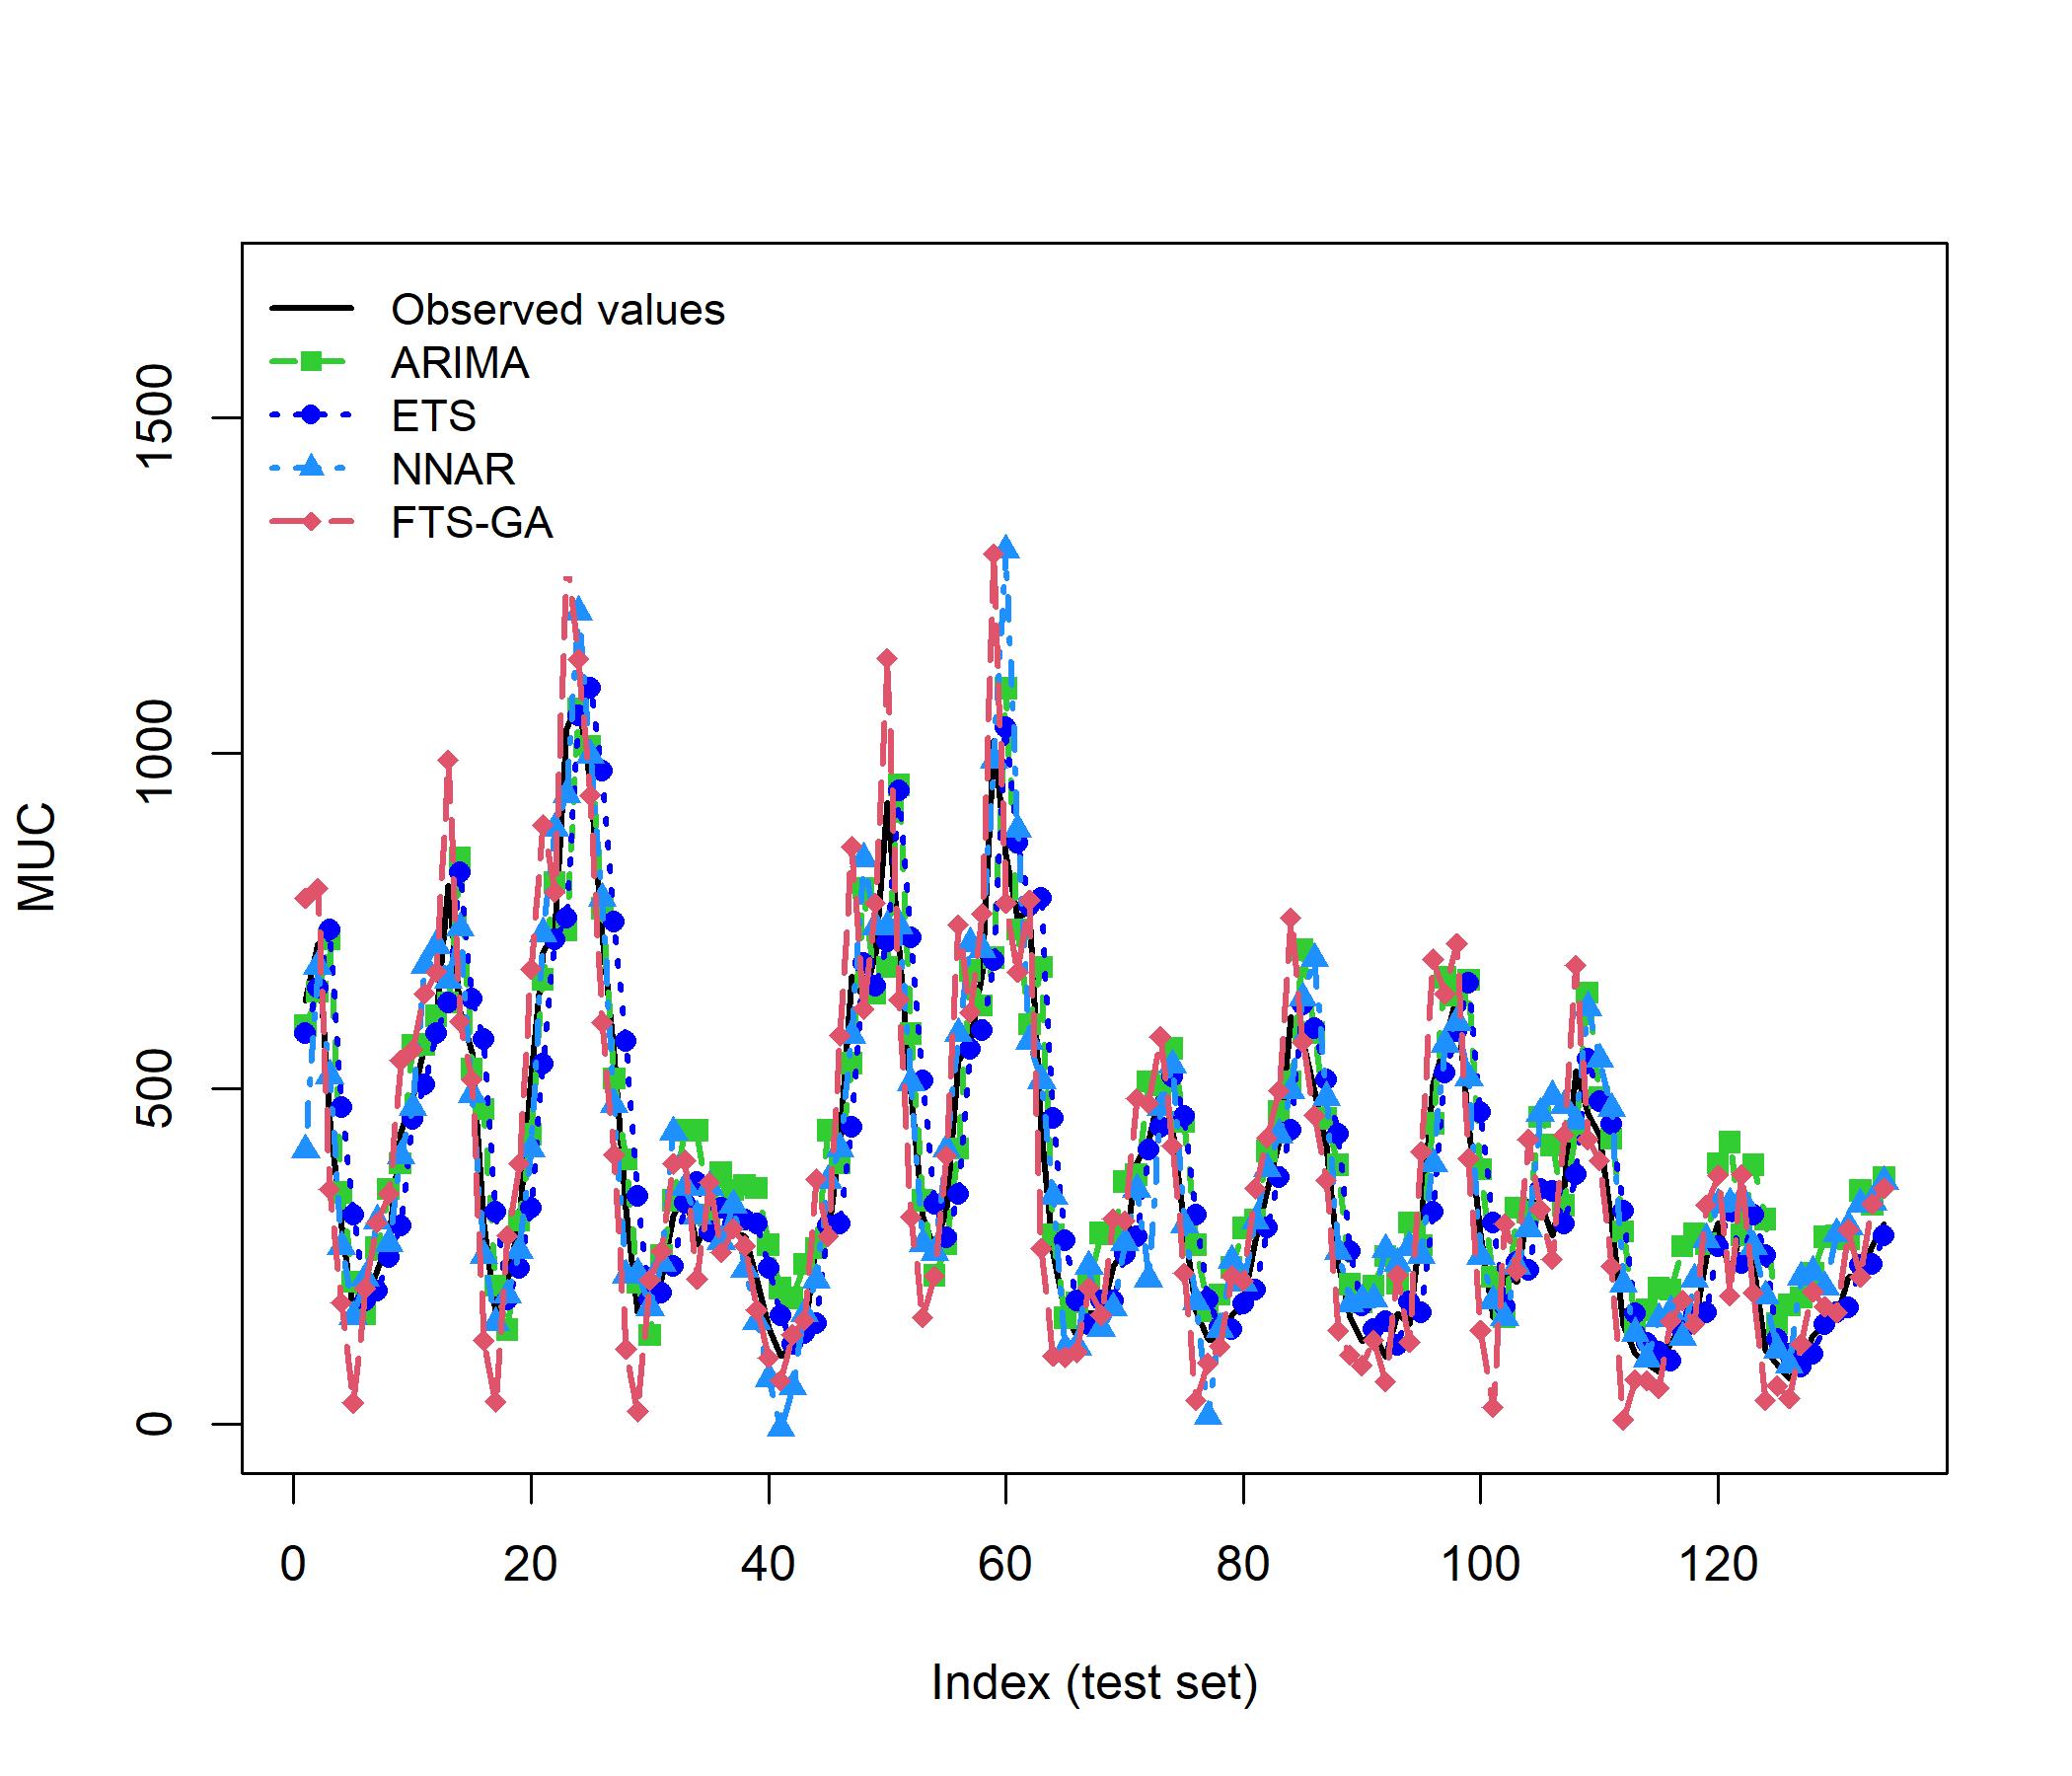 Observed values
ARIMA
ETS
NNAR
FTS-GA
MUC
1500
1000
500
0
0 20 40 60 80 100 120
Index (test set)